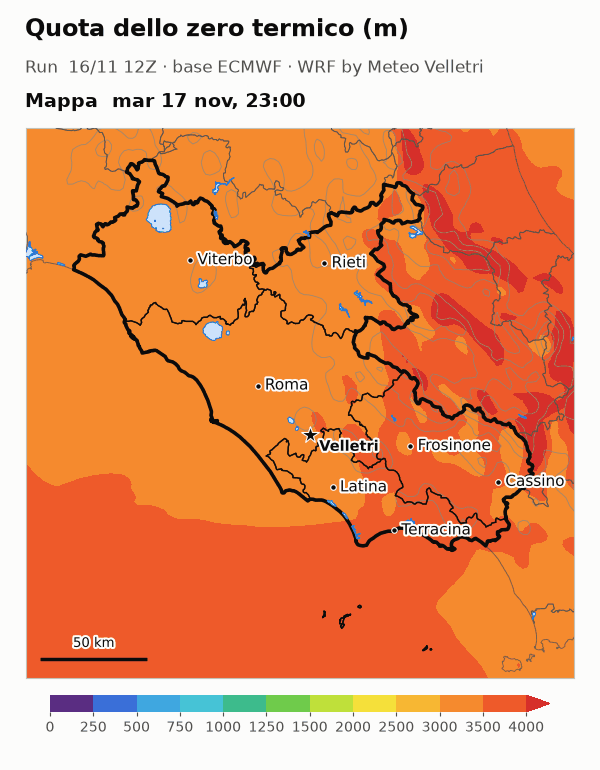 Quota dello zero termico (m)
Run  16/11 12Z · base ECMWF · WRF by Meteo Velletri
Mappa  mar 17 nov, 23:00
Viterbo
Rieti
Roma
Velletri
Frosinone
Cassino
Latina
Terracina
50 km
0 250 500 750 1000 1250 1500 2000 2500 3000 3500 4000